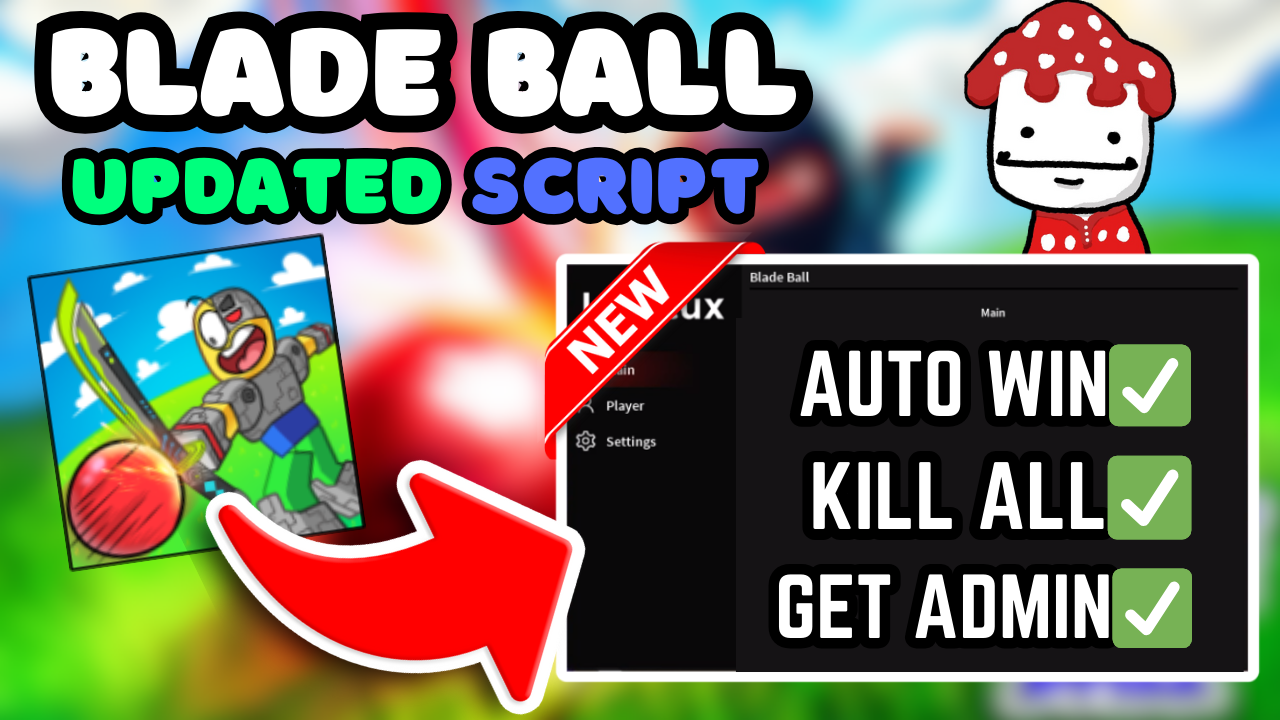 BLADE BALL
UPDATED SCRIPT
NEW
Blade Ball
Main
Player
Settings
AUTO WIN
KILL ALL
GET ADMIN